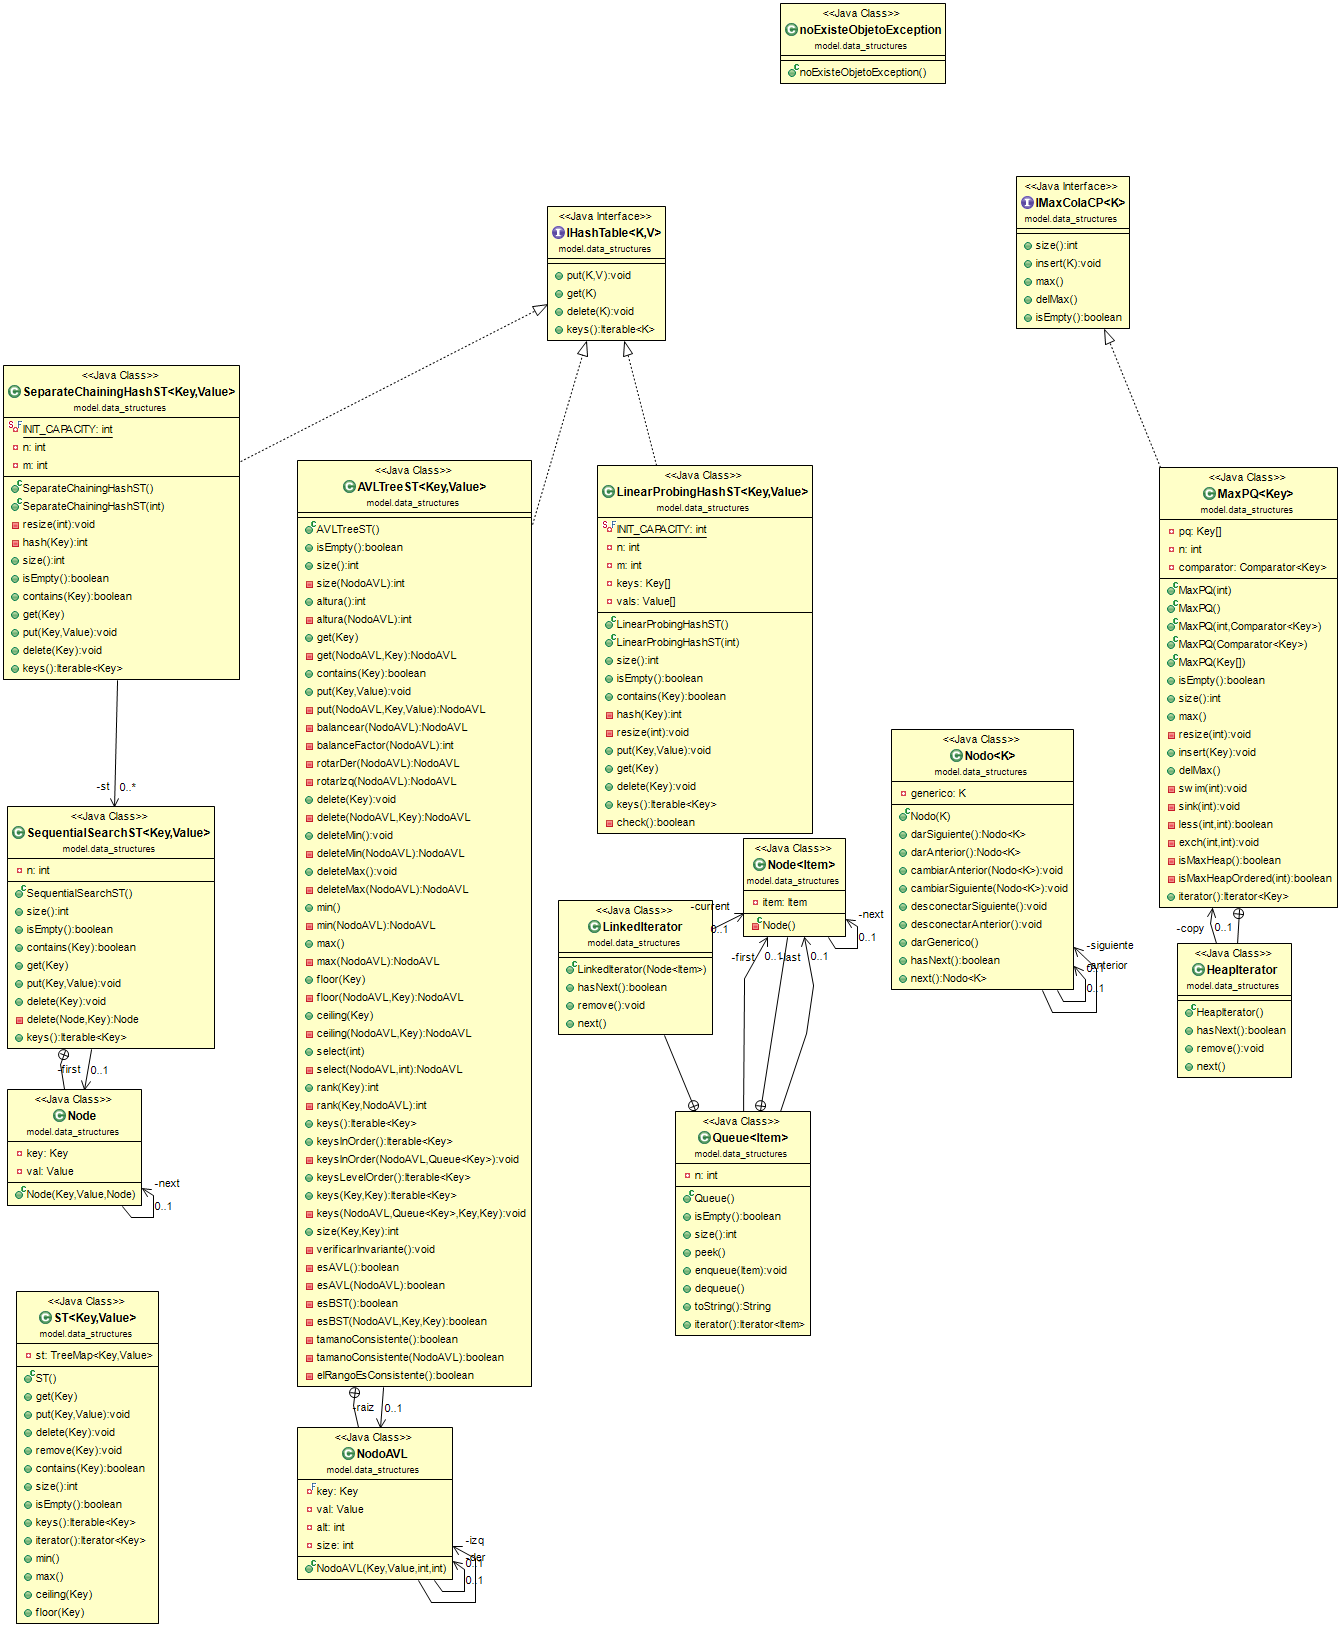 <<Java Class>>
noExisteObjetoException
model.data_structures
noExisteObjetoException()
<<Java Interface>>
IHashTable<K,V>
model.data_structures
put(K,V):void
get(K)
delete(K):void
keys():Iterable<K>
<<Java Interface>>
IMaxColaCP<K>
model.data_structures
size():int
insert(K):void
max()
delMax()
isEmpty():boolean
<<Java Class>>
SeparateChainingHashST<Key,Value>
model.data_structures
INIT_CAPACITY: int
n: int
m: int
SeparateChainingHashST()
SeparateChainingHashST(int)
resize(int):void
hash(Key):int
size():int
isEmpty():boolean
contains(Key):boolean
get(Key)
put(Key,Value):void
delete(Key):void
keys():Iterable<Key>
-st
0..*
<<Java Class>>
SequentialSearchST<Key,Value>
model.data_structures
n: int
SequentialSearchST()
size():int
isEmpty():boolean
contains(Key):boolean
get(Key)
put(Key,Value):void
delete(Key):void
delete(Node,Key):Node
keys():Iterable<Key>
-first
0..1
<<Java Class>>
Node
model.data_structures
key: Key
val: Value
Node(Key,Value,Node)
-next
0..1
<<Java Class>>
ST<Key,Value>
model.data_structures
st: TreeMap<Key,Value>
ST()
get(Key)
put(Key,Value):void
delete(Key):void
remove(Key):void
contains(Key):boolean
size():int
isEmpty():boolean
keys():Iterable<Key>
iterator():Iterator<Key>
min()
max()
ceiling(Key)
floor(Key)
<<Java Class>>
AVLTreeST<Key,Value>
model.data_structures
AVLTreeST()
isEmpty():boolean
size():int
size(NodoAVL):int
altura():int
altura(NodoAVL):int
get(Key)
get(NodoAVL,Key):NodoAVL
contains(Key):boolean
put(Key,Value):void
put(NodoAVL,Key,Value):NodoAVL
balancear(NodoAVL):NodoAVL
balanceFactor(NodoAVL):int
rotarDer(NodoAVL):NodoAVL
rotarIzq(NodoAVL):NodoAVL
delete(Key):void
delete(NodoAVL,Key):NodoAVL
deleteMin():void
deleteMin(NodoAVL):NodoAVL
deleteMax():void
deleteMax(NodoAVL):NodoAVL
min()
min(NodoAVL):NodoAVL
max()
max(NodoAVL):NodoAVL
floor(Key)
floor(NodoAVL,Key):NodoAVL
ceiling(Key)
ceiling(NodoAVL,Key):NodoAVL
select(int)
select(NodoAVL,int):NodoAVL
rank(Key):int
rank(Key,NodoAVL):int
keys():Iterable<Key>
keysInOrder():Iterable<Key>
keysInOrder(NodoAVL,Queue<Key>):void
keysLevelOrder():Iterable<Key>
keys(Key,Key):Iterable<Key>
keys(NodoAVL,Queue<Key>,Key,Key):void
size(Key,Key):int
verificarInvariante():void
esAVL():boolean
esAVL(NodoAVL):boolean
esBST():boolean
esBST(NodoAVL,Key,Key):boolean
tamanoConsistente():boolean
tamanoConsistente(NodoAVL):boolean
elRangoEsConsistente():boolean
-raiz
0..1
<<Java Class>>
NodoAVL
model.data_structures
key: Key
val: Value
alt: int
size: int
NodoAVL(Key,Value,int,int)
-izq
-der
0..1
0..1
<<Java Class>>
LinearProbingHashST<Key,Value>
model.data_structures
INIT_CAPACITY: int
n: int
m: int
keys: Key[]
vals: Value[]
LinearProbingHashST()
LinearProbingHashST(int)
size():int
isEmpty():boolean
contains(Key):boolean
hash(Key):int
resize(int):void
put(Key,Value):void
get(Key)
delete(Key):void
keys():Iterable<Key>
check():boolean
<<Java Class>>
Node<Item>
model.data_structures
item: Item
Node()
-next
0..1
-current
0..1
<<Java Class>>
LinkedIterator
model.data_structures
LinkedIterator(Node<Item>)
hasNext():boolean
remove():void
next()
-first
0..1
-last
0..1
<<Java Class>>
Queue<Item>
model.data_structures
n: int
Queue()
isEmpty():boolean
size():int
peek()
enqueue(Item):void
dequeue()
toString():String
iterator():Iterator<Item>
<<Java Class>>
Nodo<K>
model.data_structures
generico: K
Nodo(K)
darSiguiente():Nodo<K>
darAnterior():Nodo<K>
cambiarAnterior(Nodo<K>):void
cambiarSiguiente(Nodo<K>):void
desconectarSiguiente():void
desconectarAnterior():void
darGenerico()
hasNext():boolean
next():Nodo<K>
-siguiente
-anterior
0..1
0..1
<<Java Class>>
MaxPQ<Key>
model.data_structures
pq: Key[]
n: int
comparator: Comparator<Key>
MaxPQ(int)
MaxPQ()
MaxPQ(int,Comparator<Key>)
MaxPQ(Comparator<Key>)
MaxPQ(Key[])
isEmpty():boolean
size():int
max()
resize(int):void
insert(Key):void
delMax()
swim(int):void
sink(int):void
less(int,int):boolean
exch(int,int):void
isMaxHeap():boolean
isMaxHeapOrdered(int):boolean
iterator():Iterator<Key>
-copy
0..1
<<Java Class>>
HeapIterator
model.data_structures
HeapIterator()
hasNext():boolean
remove():void
next()